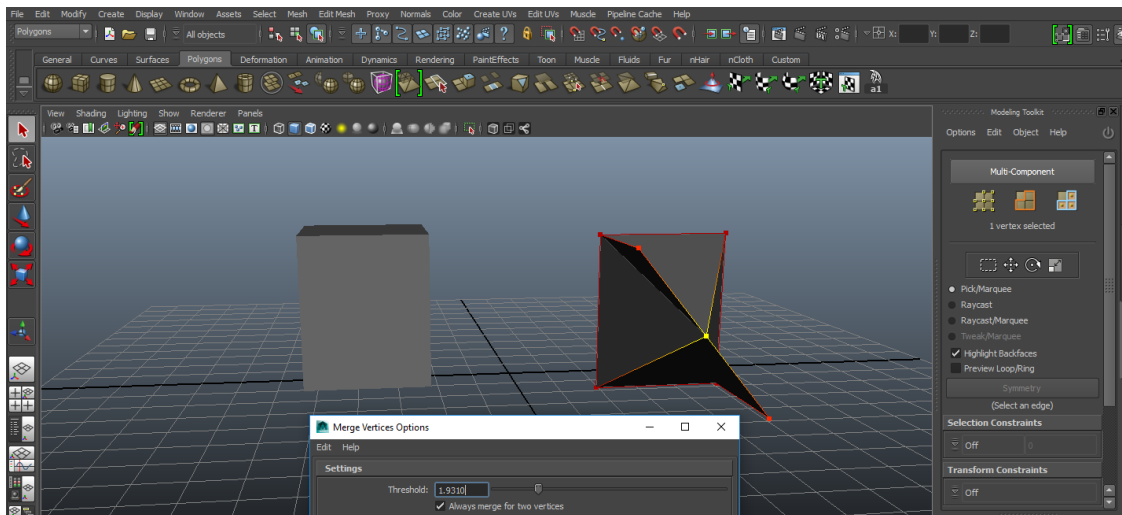 File Edit Modify Create Display Window Assets Select Mesh Edit Mesh Proxy Normals Color Create UVs Edit UVs Muscle Pipeline Cache Help
Polygons All objects X: Y: Z:
General Curves Surfaces Polygons Deformation Animation Dynamics Rendering PaintEffects Toon Muscle Fluids Fur nHair nCloth Custom
a1
View Shading Lighting Show Renderer Panels
Modeling Toolkit
Options Edit Object Help
Multi-Component
1 vertex selected
Pick/Marquee
Raycast
Raycast/Marquee
Tweak/Marquee
Highlight Backfaces
Preview Loop/Ring
Symmetry
(Select an edge)
Selection Constraints
Off 0
Transform Constraints
Off
Merge Vertices Options
Edit Help
Settings
Threshold: 1.9310
Always merge for two vertices